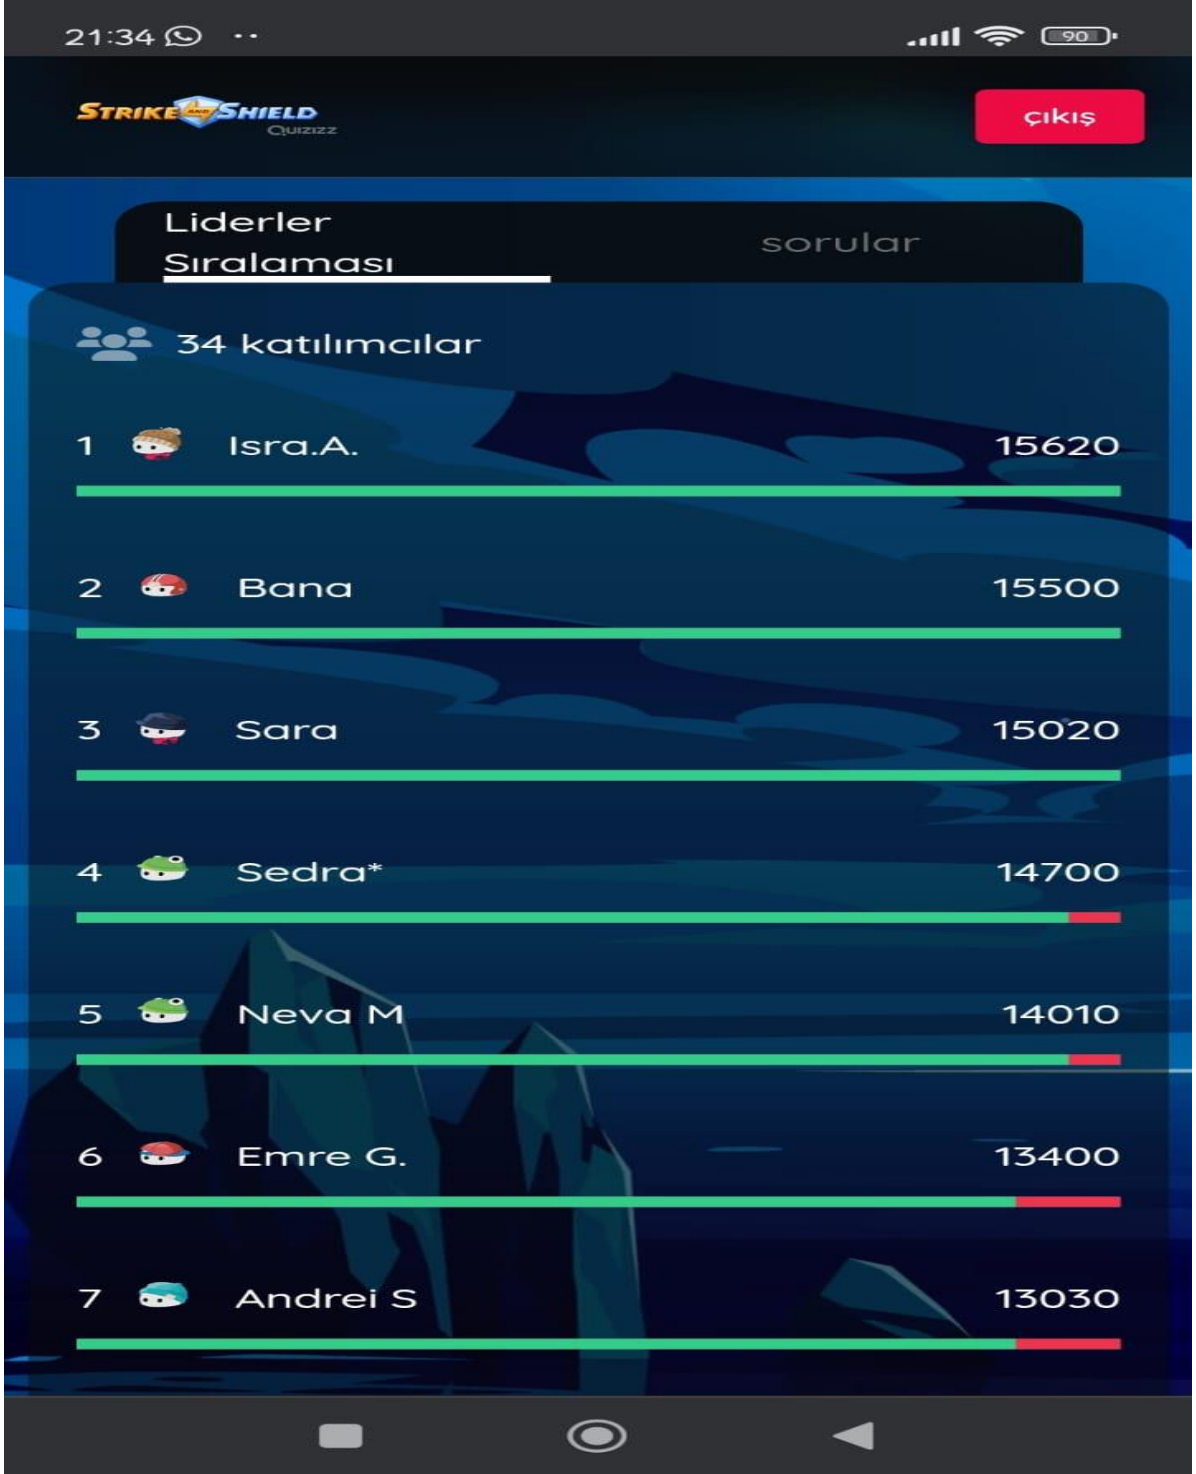 21:34
90
STRIKE AND SHIELD
Quizizz
çıkış
Liderler
Sıralaması
sorular
34 katılımcılar
1 Isra.A. 15620
2 Bana 15500
3 Sara 15020
4 Sedra* 14700
5 Neva M 14010
6 Emre G. 13400
7 Andrei S 13030